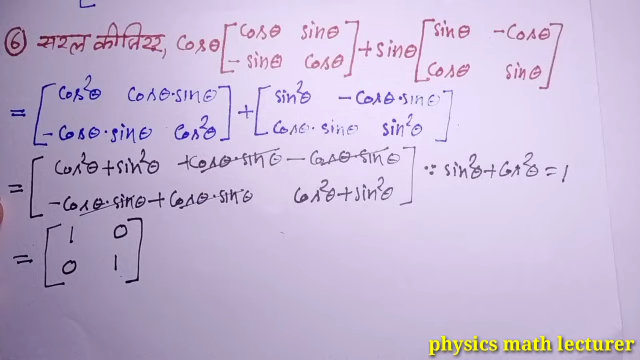 ⑥ सरल कीजिए, cosθ [cosθ sinθ -sinθ cosθ] + sinθ [sinθ -cosθ cosθ sinθ]
= [cos²θ cosθ·sinθ -cosθ·sinθ cos²θ] + [sin²θ -cosθ·sinθ cosθ·sinθ sin²θ]
= [cos²θ+sin²θ +cosθ·sinθ-cosθ·sinθ -cosθ·sinθ+cosθ·sinθ cos²θ+sin²θ] ∵ sin²θ+cos²θ=1
= [1 0 0 1]
physics math lecturer